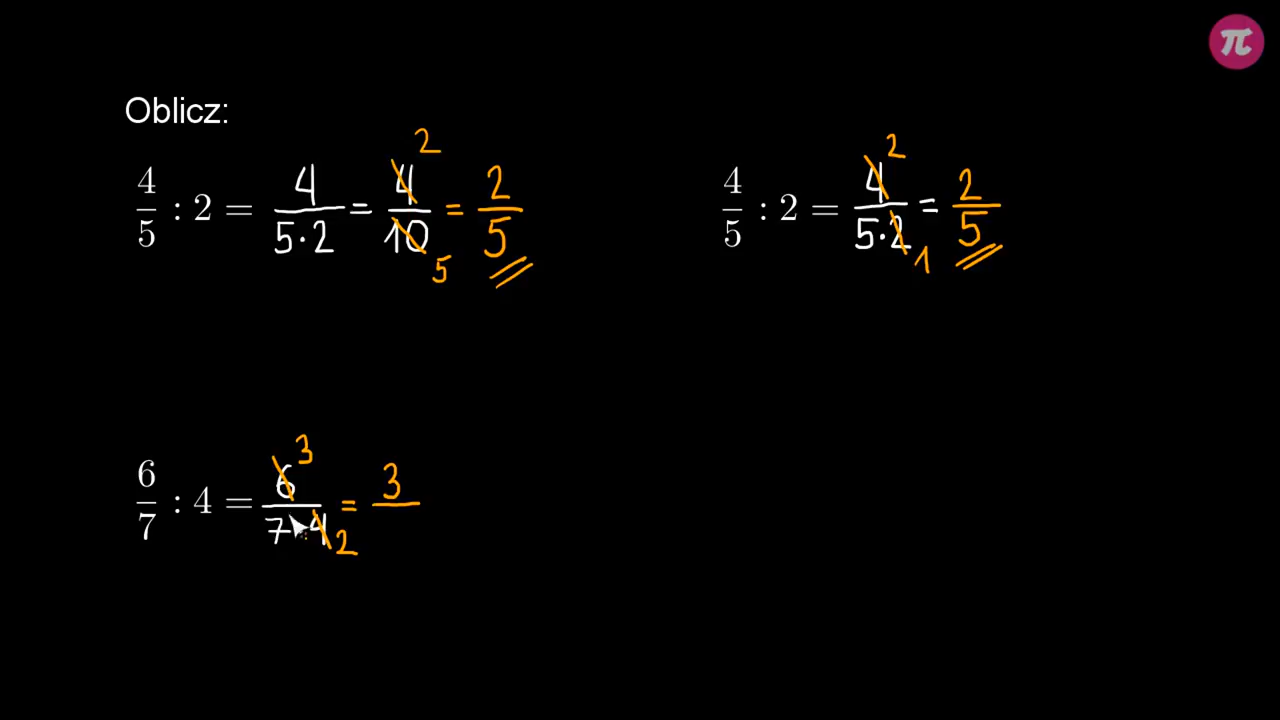 π
Oblicz:
4/5 : 2 = 4/(5·2) = 4/10 2 5 = 2/5
4/5 : 2 = 4/(5·2) 2 1 = 2/5
6/7 : 4 = 6/(7·4) 3 2 = 3/